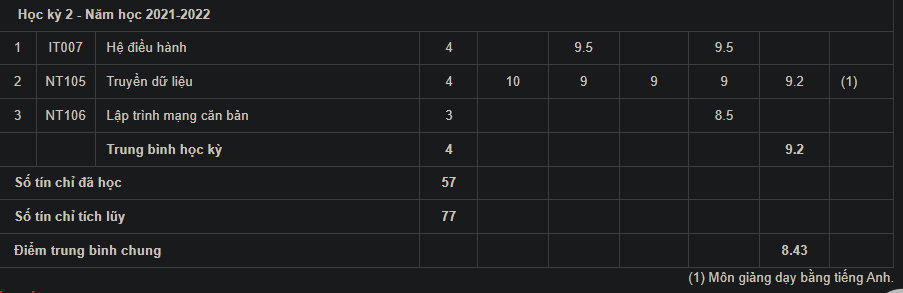 Học kỳ 2 - Năm học 2021-2022
1 IT007 Hệ điều hành 4 9.5 9.5
2 NT105 Truyền dữ liệu 4 10 9 9 9 9.2 (1)
3 NT106 Lập trình mạng căn bản 3 8.5
Trung bình học kỳ 4 9.2
Số tín chỉ đã học 57
Số tín chỉ tích lũy 77
Điểm trung bình chung 8.43
(1) Môn giảng dạy bằng tiếng Anh.